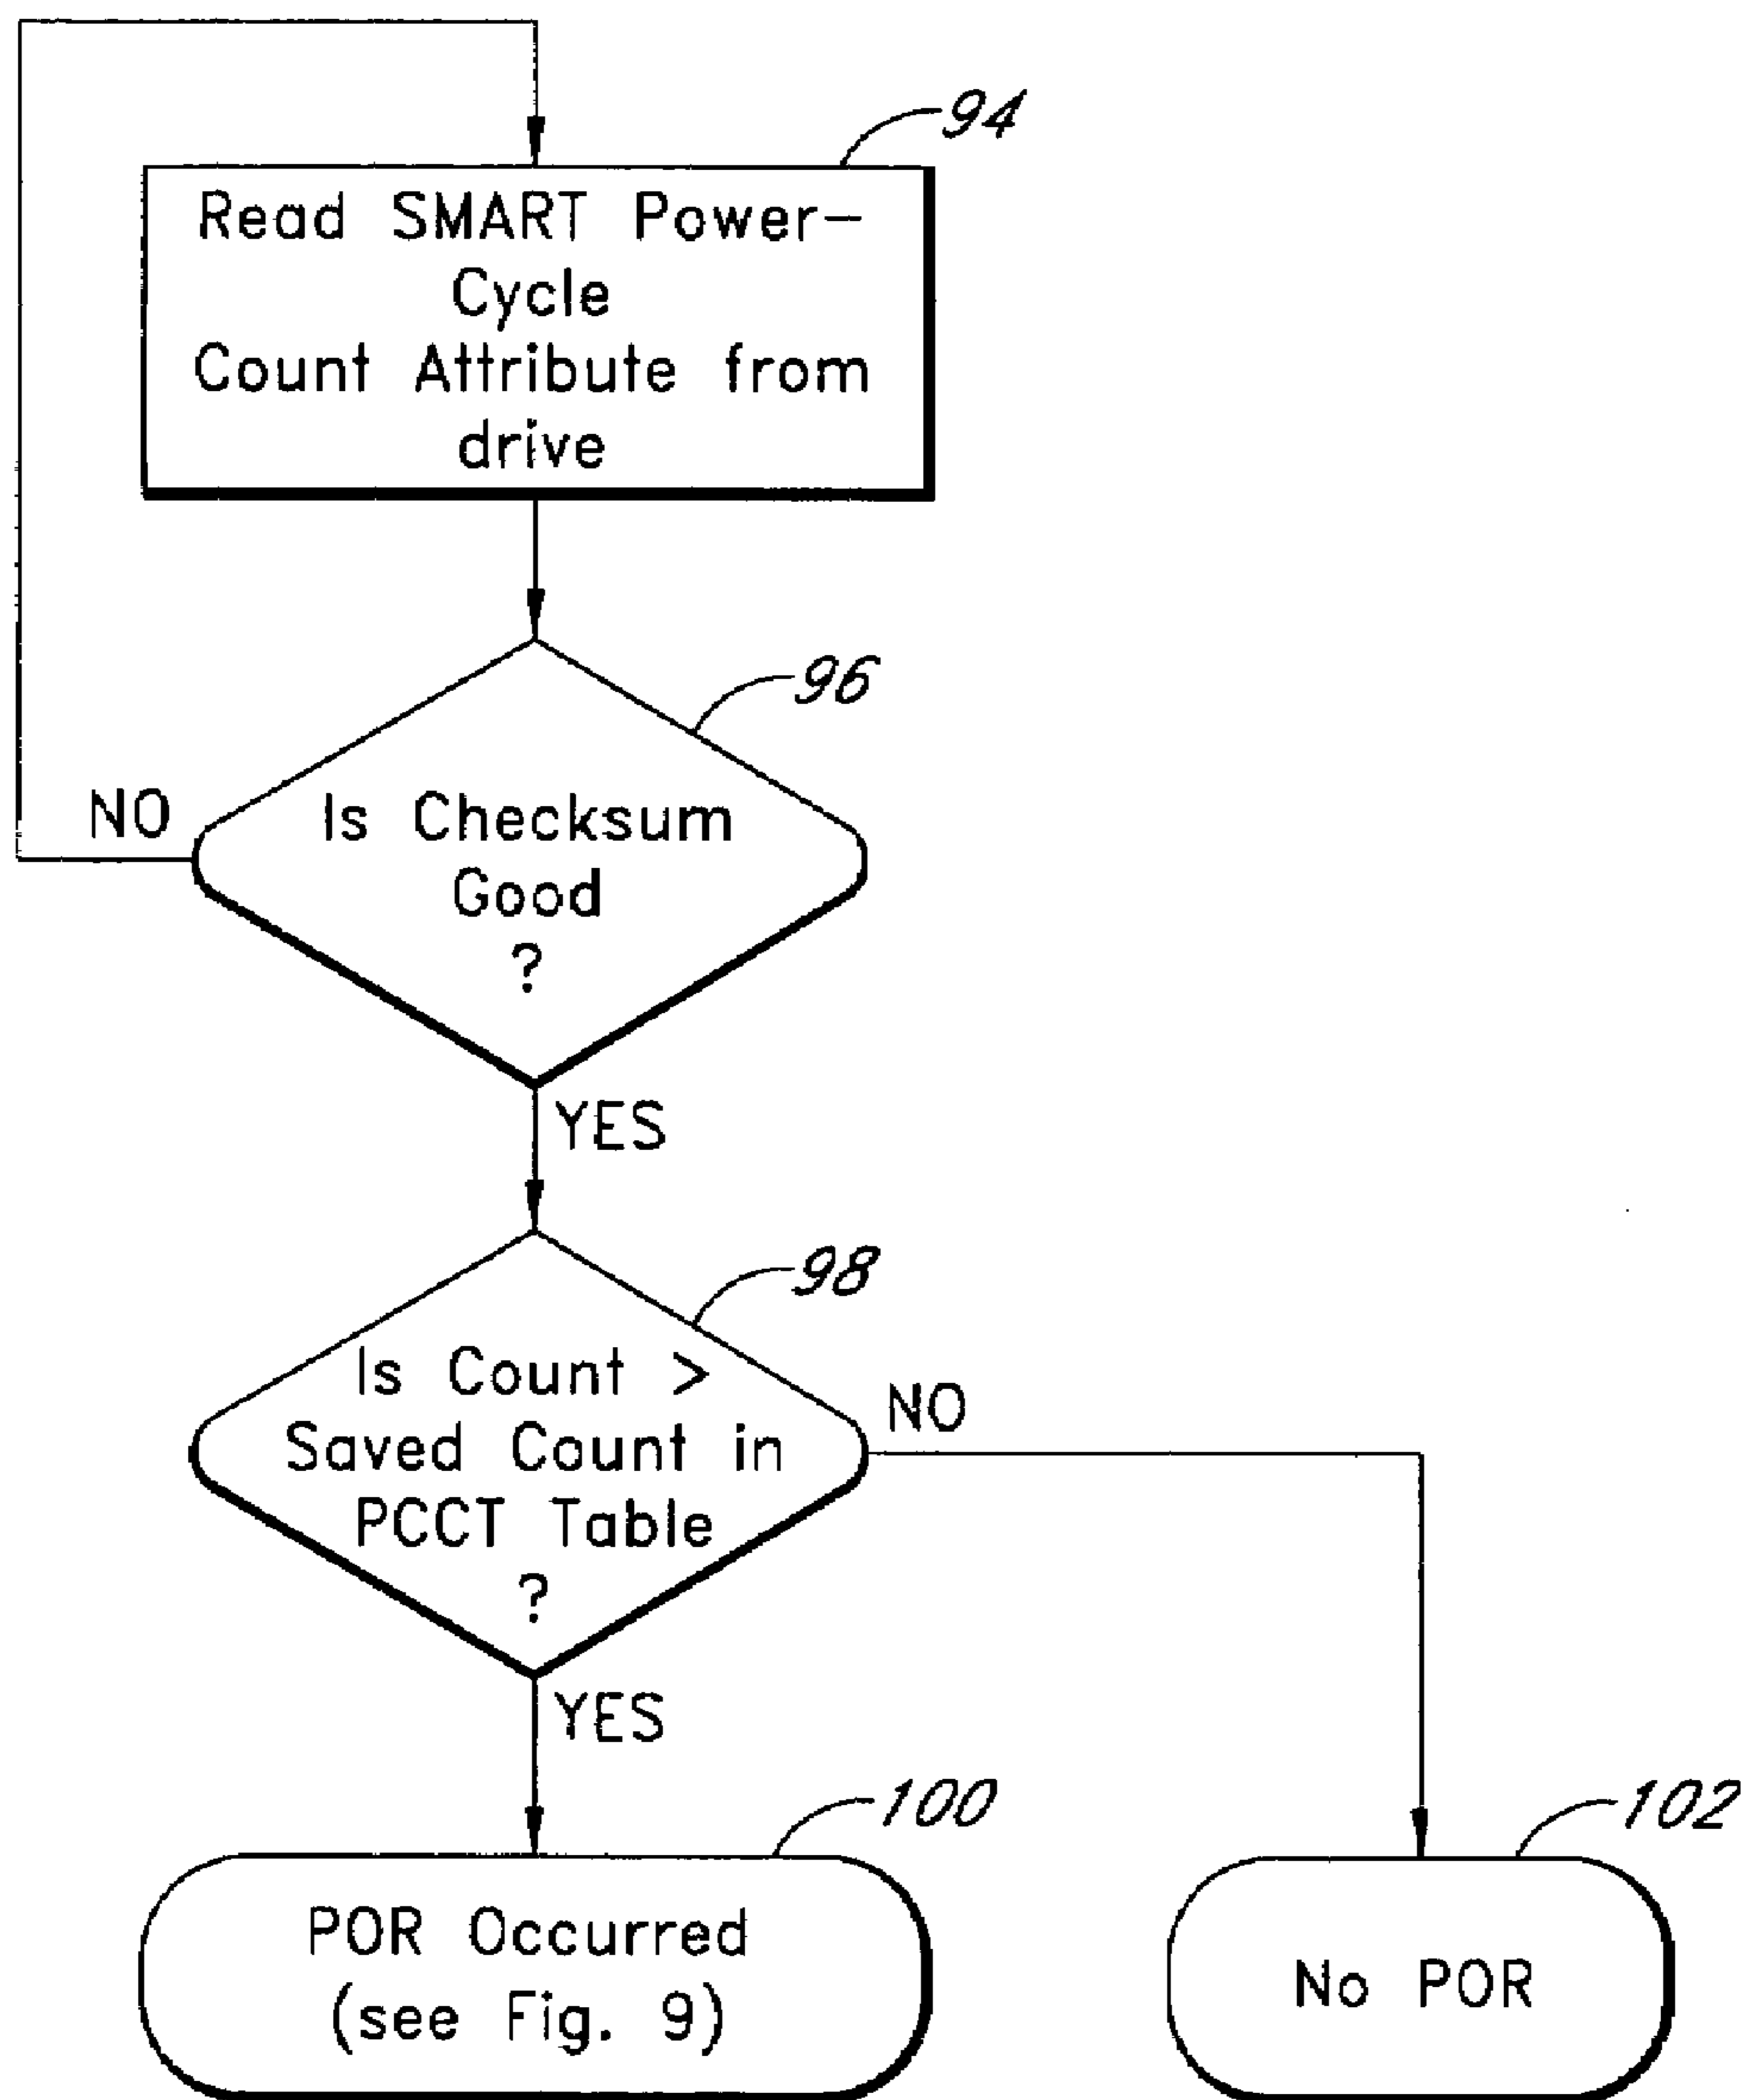 94
Read SMART Power-
Cycle
Count Attribute from
drive
96
NO
Is Checksum
Good
?
YES
98
Is Count >
Saved Count in
PCCT Table
?
NO
YES
100
POR Occurred
(see Fig. 9)
102
No POR